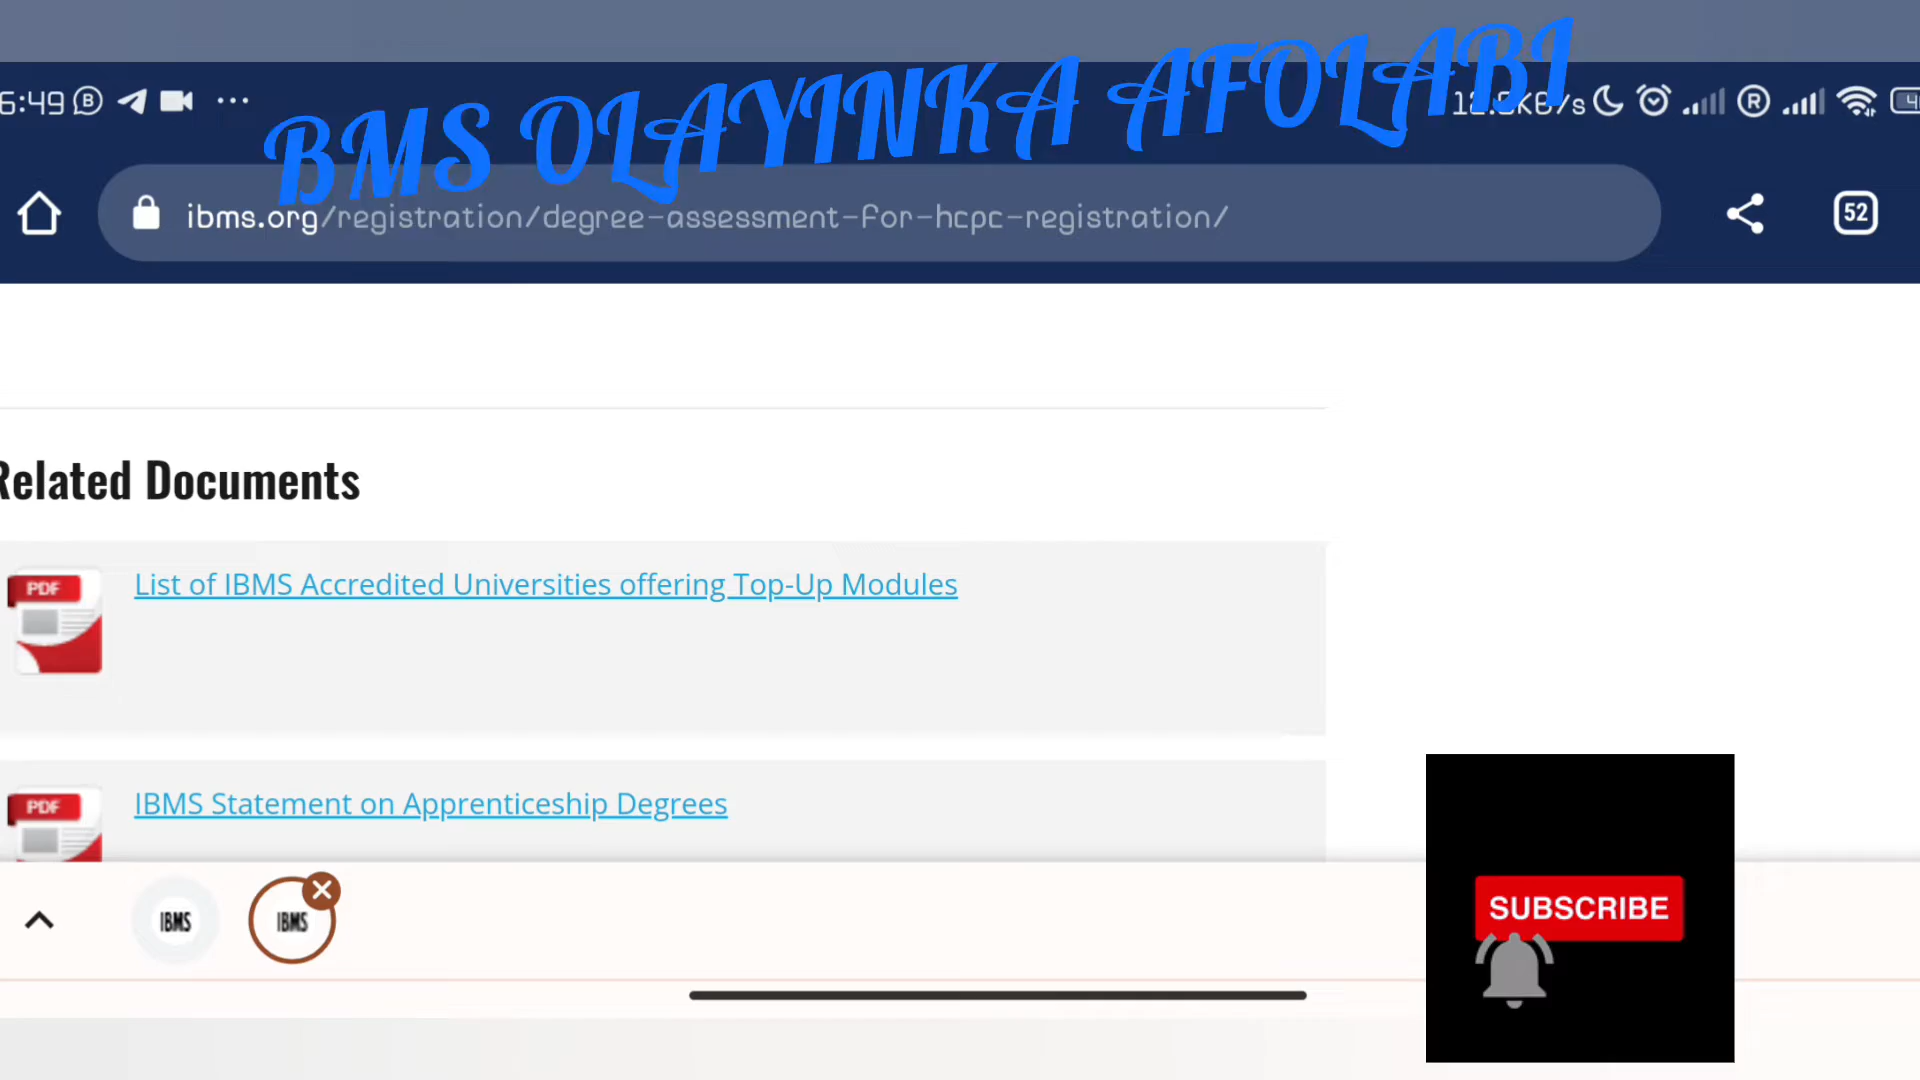 BMS OLAYINKA AFOLABI
6:49
ibms.org/registration/degree-assessment-for-hcpc-registration/
52
Related Documents
PDF
List of IBMS Accredited Universities offering Top-Up Modules
PDF
IBMS Statement on Apprenticeship Degrees
IBMS IBMS
SUBSCRIBE